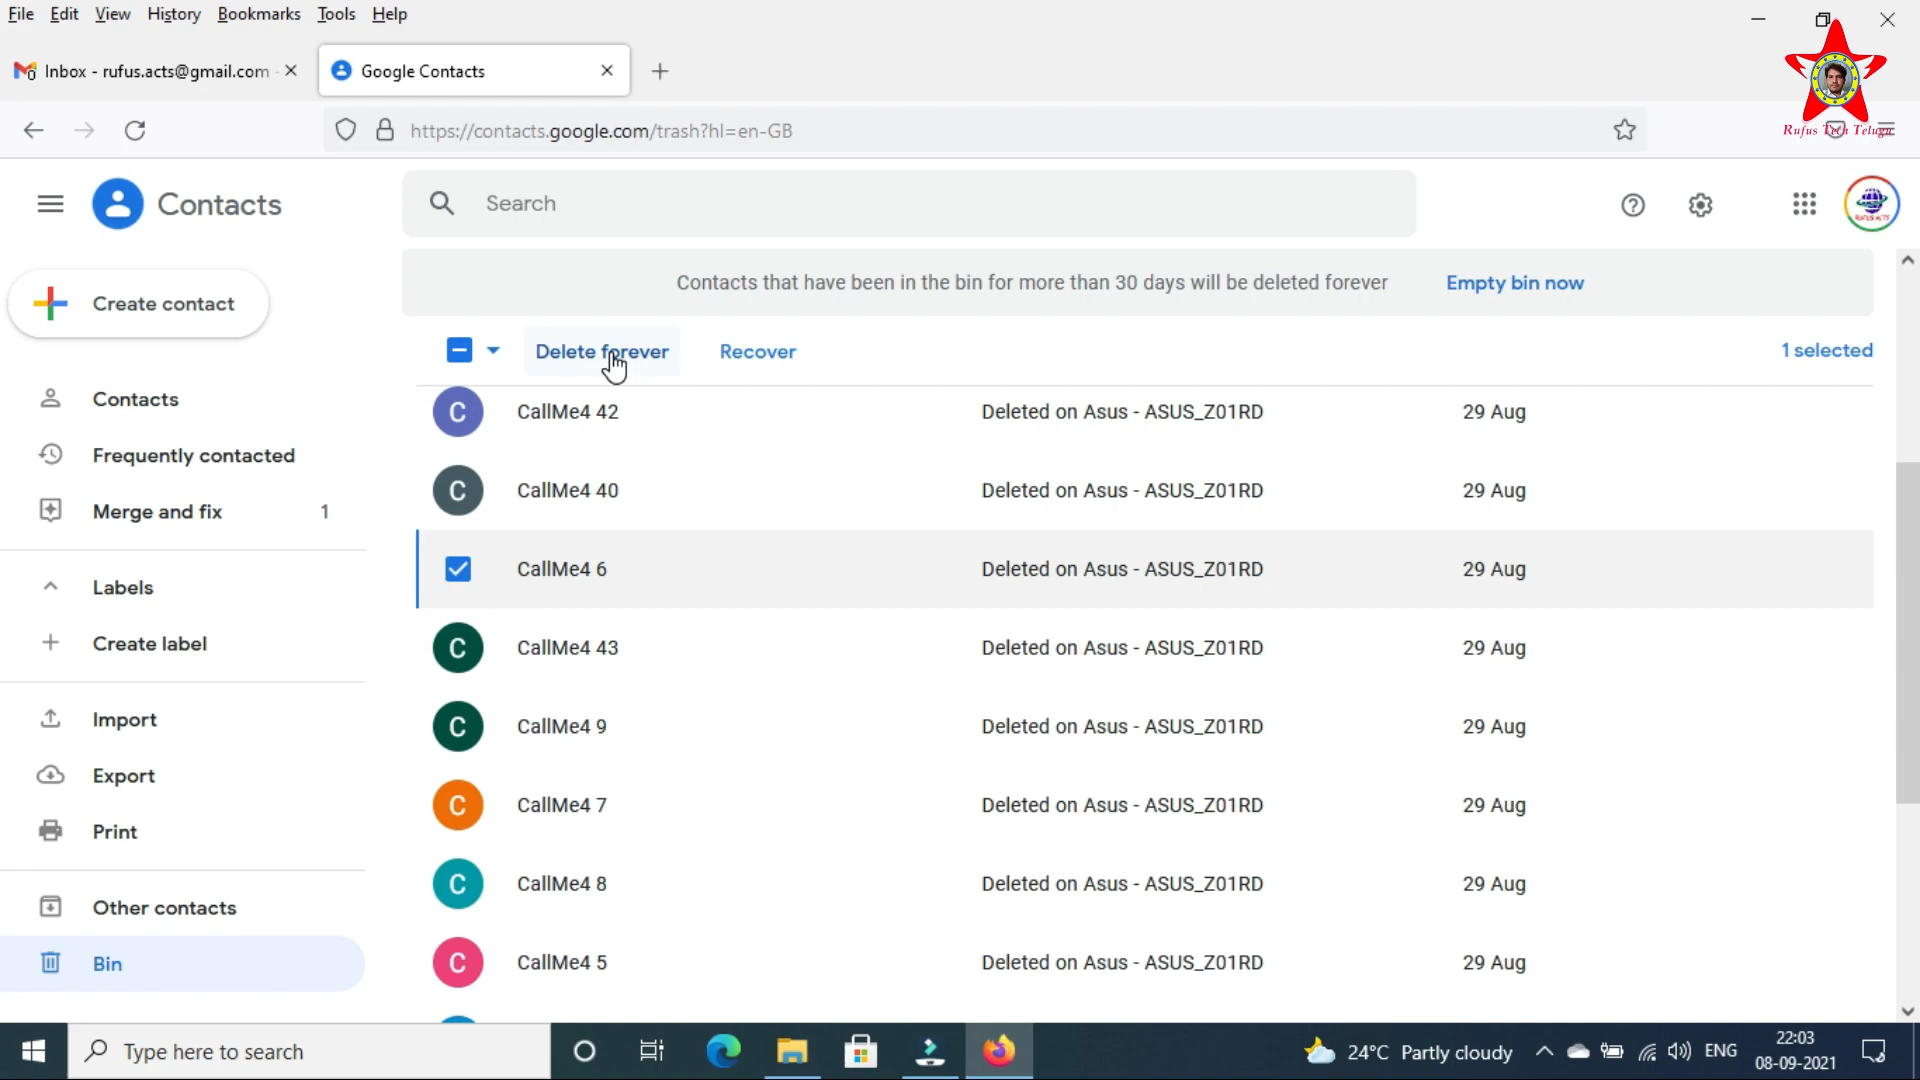 File Edit View History Bookmarks Tools Help
Inbox - rufus.acts@gmail.com -
Google Contacts
Rufus Tech Telugu
https://contacts.google.com/trash?hl=en-GB
Contacts
Search
RUFUS ACTS
Create contact
Contacts that have been in the bin for more than 30 days will be deleted forever
Empty bin now
Delete forever
Recover
1 selected
Contacts
Frequently contacted
Merge and fix 1
Labels
Create label
Import
Export
Print
Other contacts
Bin
C CallMe4 42 Deleted on Asus - ASUS_Z01RD 29 Aug
C CallMe4 40 Deleted on Asus - ASUS_Z01RD 29 Aug
CallMe4 6 Deleted on Asus - ASUS_Z01RD 29 Aug
C CallMe4 43 Deleted on Asus - ASUS_Z01RD 29 Aug
C CallMe4 9 Deleted on Asus - ASUS_Z01RD 29 Aug
C CallMe4 7 Deleted on Asus - ASUS_Z01RD 29 Aug
C CallMe4 8 Deleted on Asus - ASUS_Z01RD 29 Aug
C CallMe4 5 Deleted on Asus - ASUS_Z01RD 29 Aug
Type here to search
24°C Partly cloudy
ENG
22:03
08-09-2021